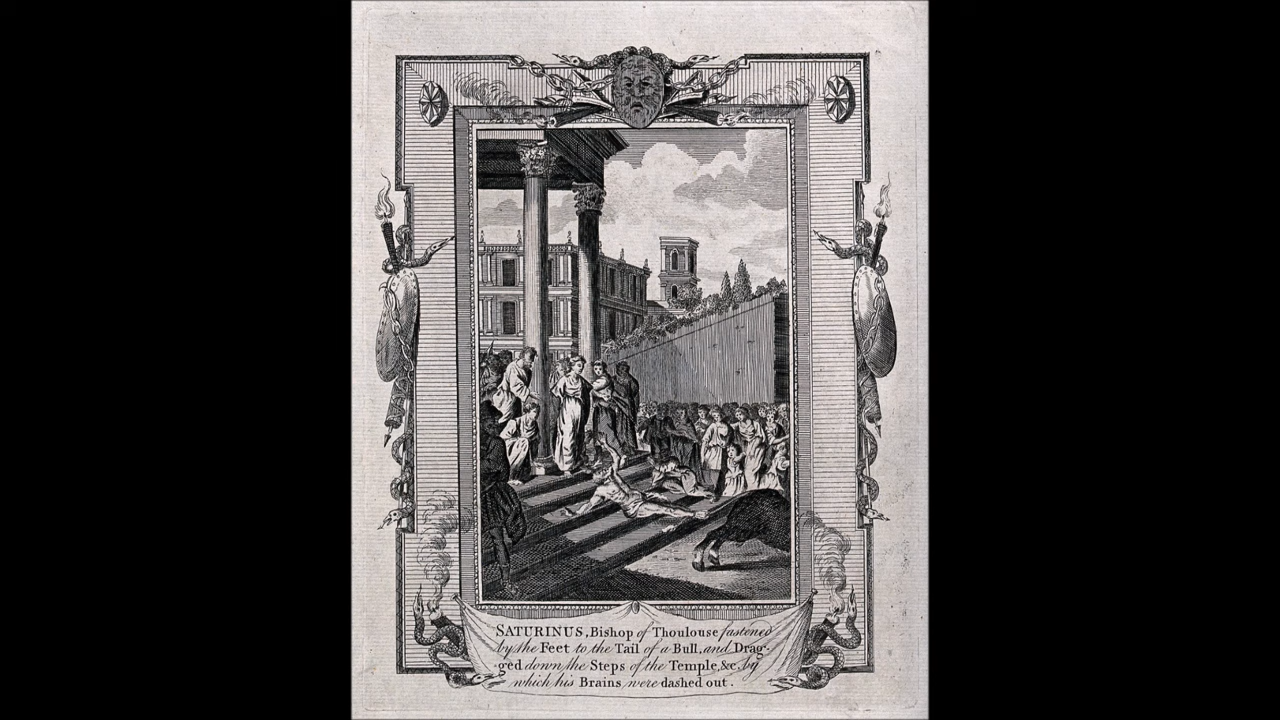 SATURINUS, Bishop of Thoulouse fastened
by the Feet to the Tail of a Bull, and Drag-
-ged down the Steps of the Temple, &c. by
which his Brains were dashed out.